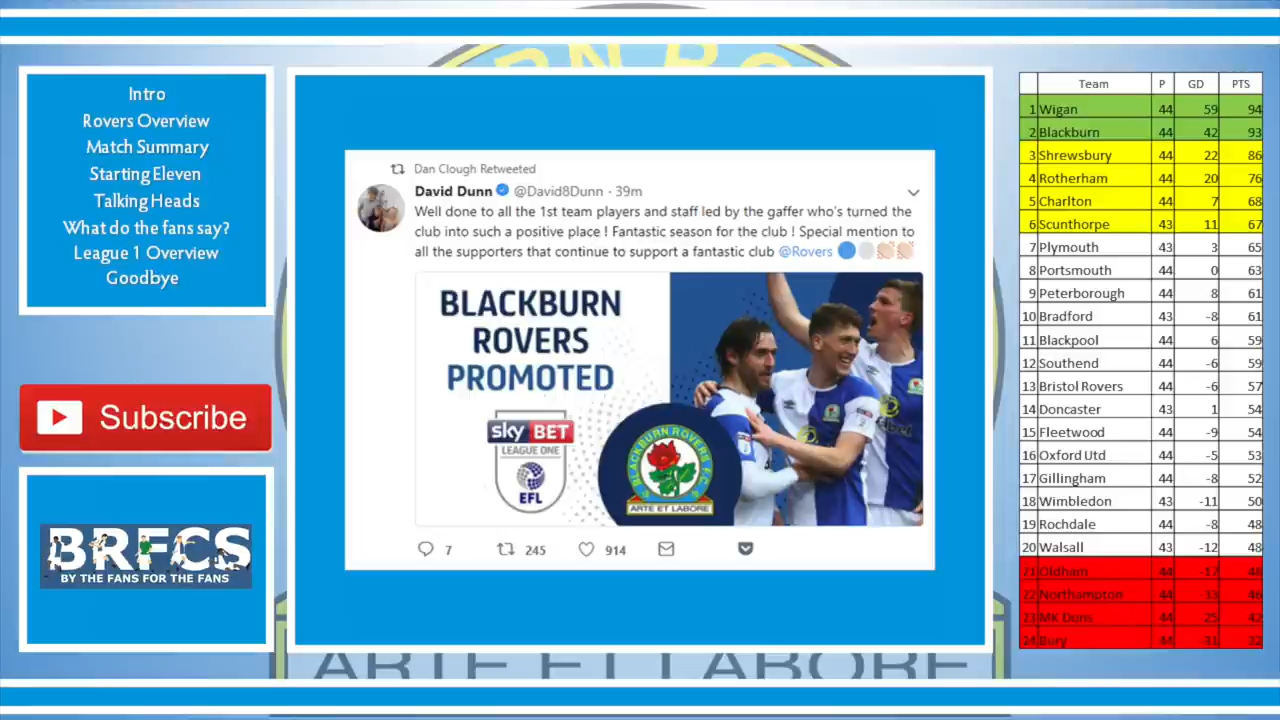 RN RO
Intro
Rovers Overview
Match Summary
Starting Eleven
Talking Heads
What do the fans say?
League 1 Overview
Goodbye
Subscribe
BRFCS
BY THE FANS FOR THE FANS
Dan Clough Retweeted
David Dunn @David8Dunn · 39m
Well done to all the 1st team players and staff led by the gaffer who's turned the
club into such a positive place ! Fantastic season for the club ! Special mention to
all the supporters that continue to support a fantastic club @Rovers
BLACKBURN
ROVERS
PROMOTED
sky BET
LEAGUE ONE
EFL
BLACKBURN ROVERS F.C.
ARTE ET LABORE
7 245 914
ARTE ET LABORE
Team P GD PTS
1 Wigan 44 59 94
2 Blackburn 44 42 93
3 Shrewsbury 44 22 86
4 Rotherham 44 20 76
5 Charlton 44 7 68
6 Scunthorpe 43 11 67
7 Plymouth 43 3 65
8 Portsmouth 44 0 63
9 Peterborough 44 8 61
10 Bradford 43 -8 61
11 Blackpool 44 6 59
12 Southend 44 -6 59
13 Bristol Rovers 44 -6 57
14 Doncaster 43 1 54
15 Fleetwood 44 -9 54
16 Oxford Utd 44 -5 53
17 Gillingham 44 -8 52
18 Wimbledon 43 -11 50
19 Rochdale 44 -8 48
20 Walsall 43 -12 48
21 Oldham 44 -17 48
22 Northampton 44 -33 46
23 MK Duns 44 -25 42
24 Bury 44 -31 32